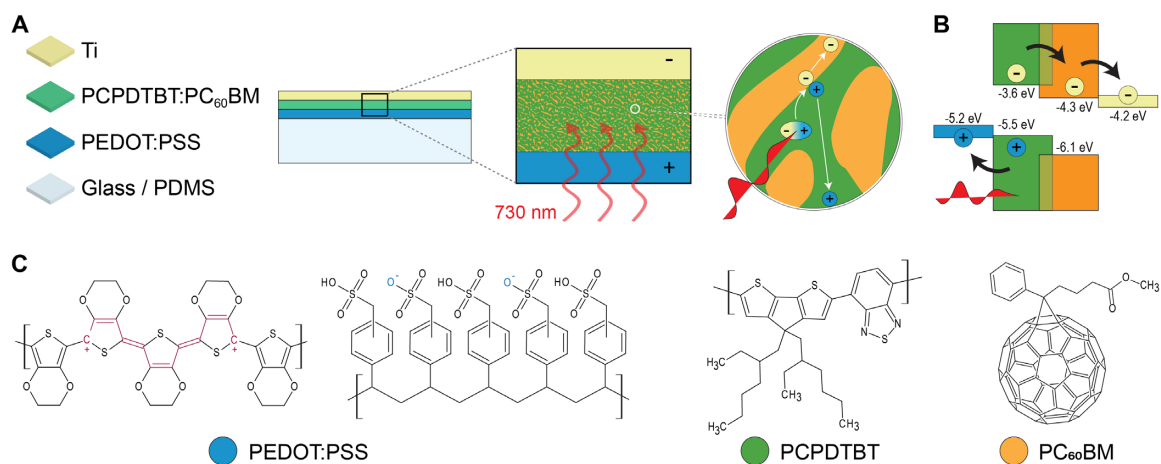 A
Ti
PCPDTBT:PC₆₀BM
PEDOT:PSS
Glass / PDMS
-
+
730 nm
-
-
+
- +
+
B
-
-
-
-3.6 eV
-4.3 eV
-4.2 eV
-5.2 eV
-5.5 eV
-6.1 eV
+
+
C
S
O O
C
+
S
O O
S
O O
S
C
+
O O
S
O O
HO O O S
O⁻ O O S
HO O O S
O⁻ O O S
HO O O S
PEDOT:PSS
S S
N
S
N
H₃C
CH₃
CH₃
H₃C
PCPDTBT
O
O
CH₃
PC₆₀BM